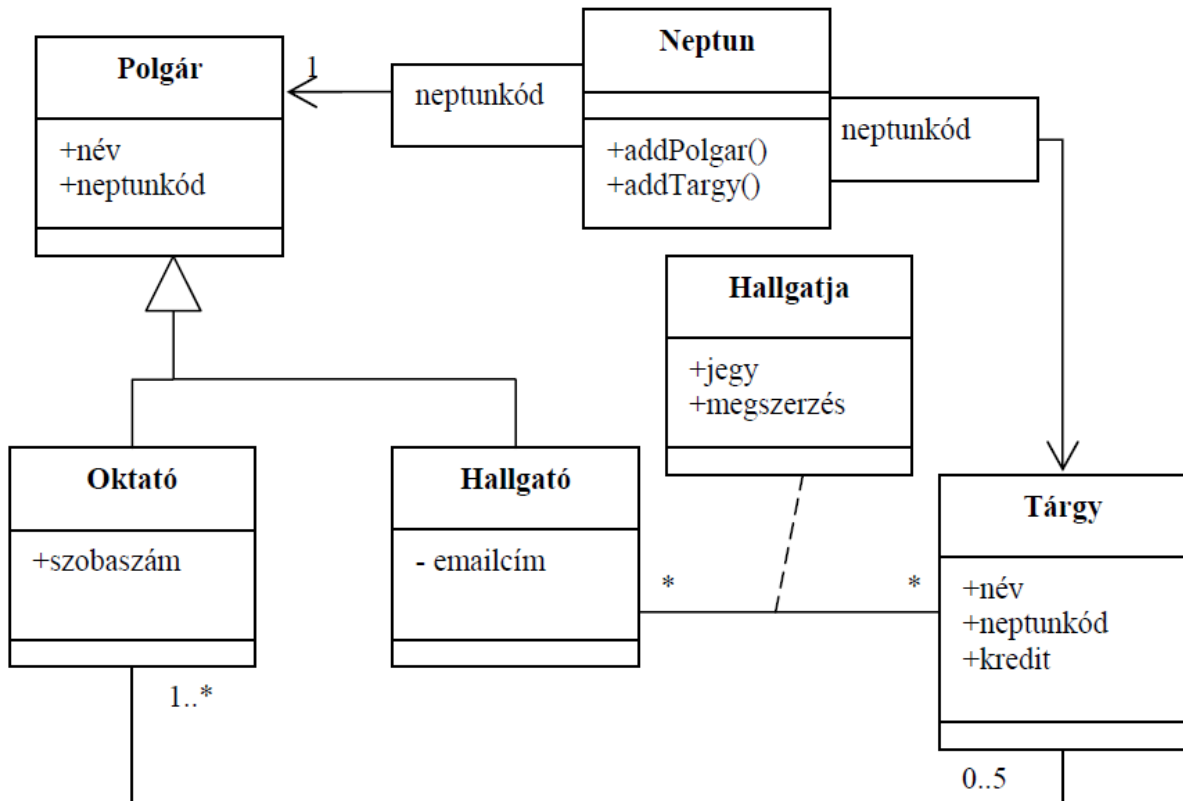 Polgár
+név
+neptunkód
1
neptunkód
Neptun
+addPolgar()
+addTargy()
neptunkód
Hallgatja
+jegy
+megszerzés
Oktató
+szobaszám
1..*
Hallgató
- emailcím
*
*
Tárgy
+név
+neptunkód
+kredit
0..5